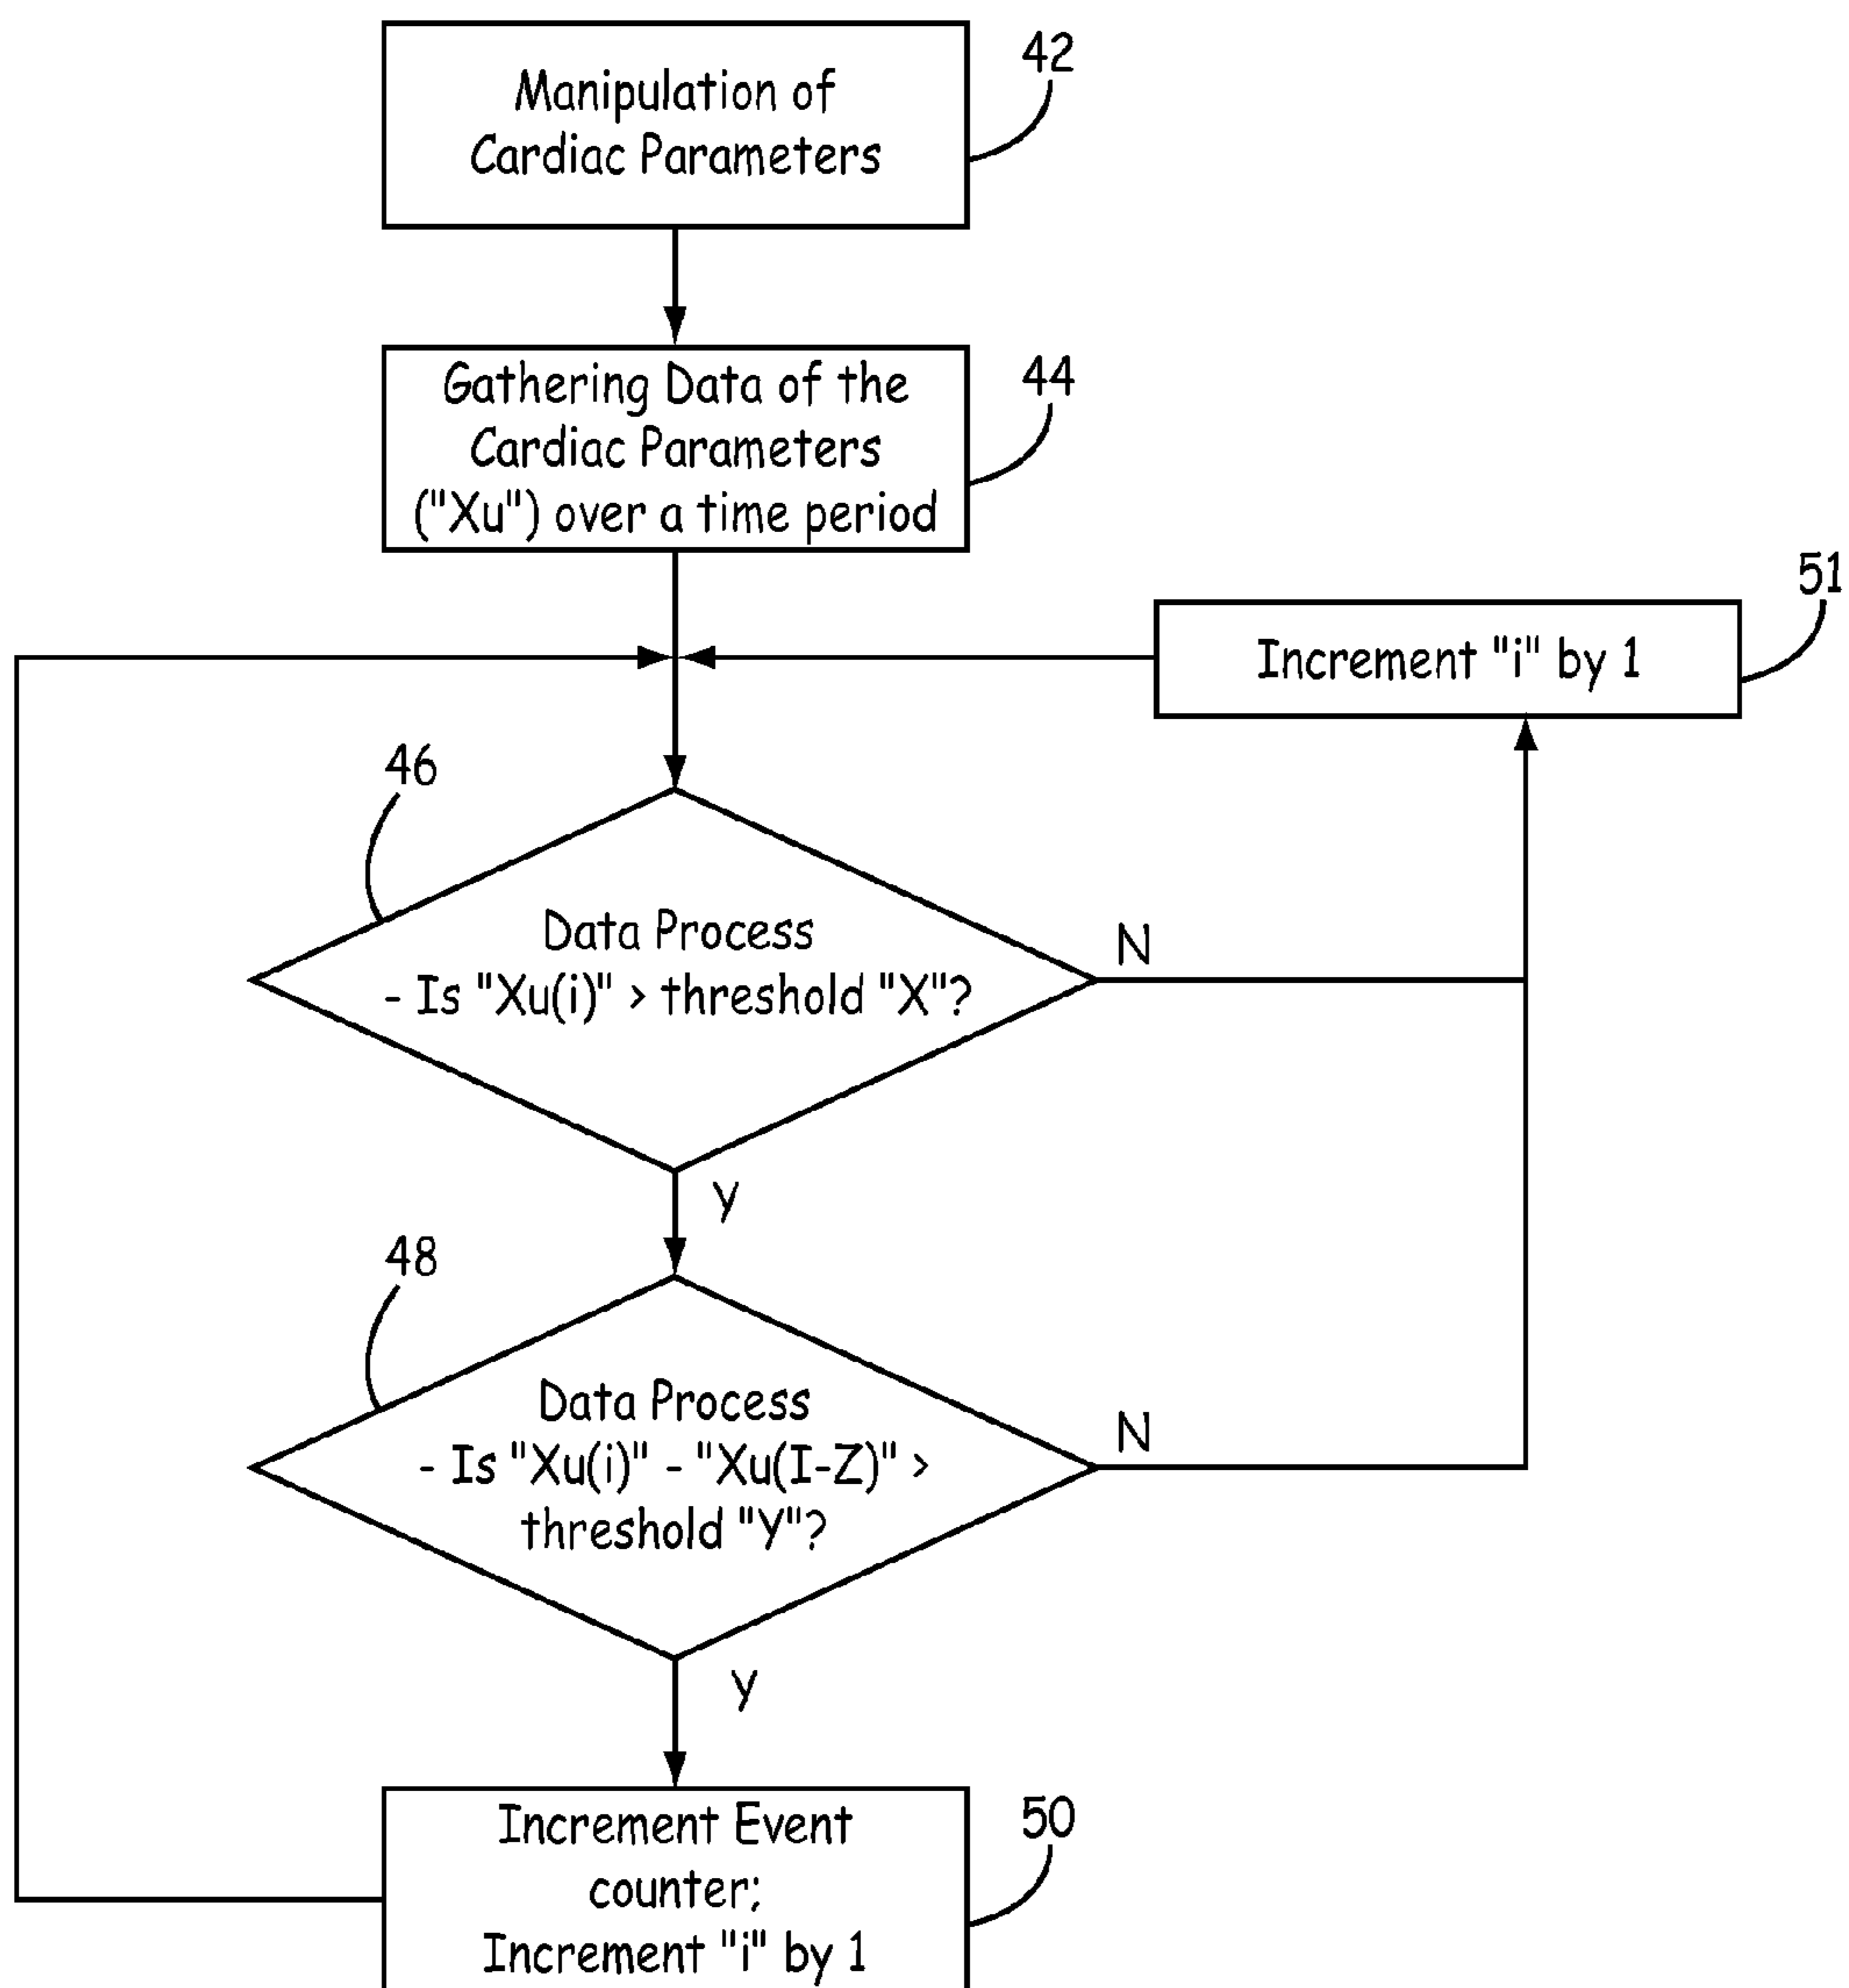 Manipulation of
Cardiac Parameters
42
Gathering Data of the
Cardiac Parameters
("Xu") over a time period
44
Increment "i" by 1
51
46
Data Process
- Is "Xu(i)" > threshold "X"?
N
y
48
Data Process
- Is "Xu(i)" - "Xu(I-Z)" >
threshold "Y"?
N
y
Increment Event
counter;
Increment "i" by 1
50